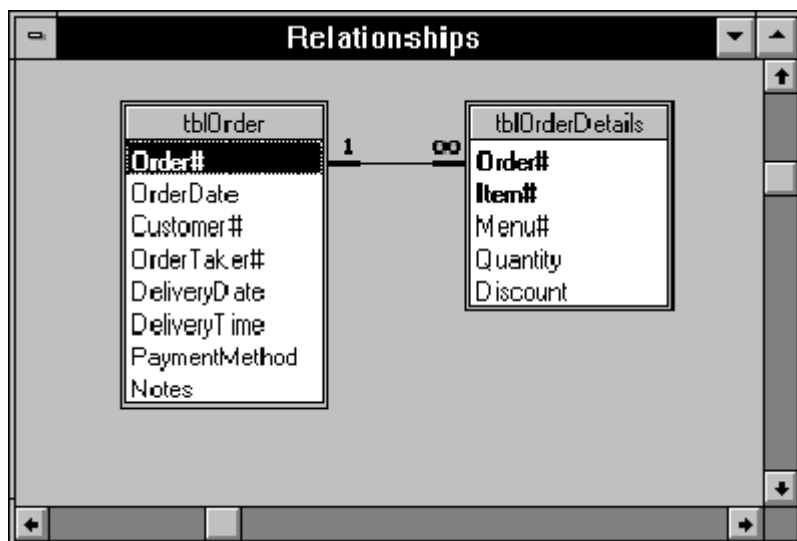 Relationships
tblOrder
Order#
OrderDate
Customer#
OrderTaker#
DeliveryDate
DeliveryTime
PaymentMethod
Notes
1 ∞
tblOrderDetails
Order#
Item#
Menu#
Quantity
Discount